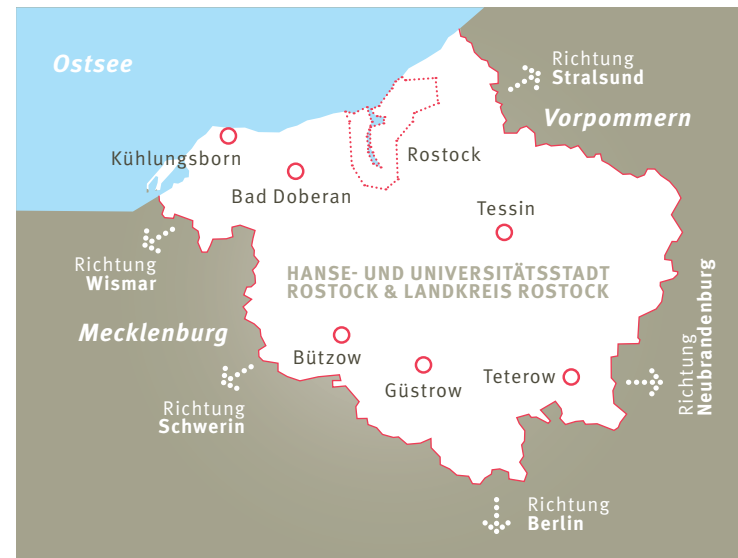 Ostsee
Richtung
Stralsund
Vorpommern
Kühlungsborn
Rostock
Bad Doberan
Tessin
Richtung
Wismar
HANSE- UND UNIVERSITÄTSSTADT
ROSTOCK & LANDKREIS ROSTOCK
Richtung
Neubrandenburg
Mecklenburg
Bützow
Güstrow
Teterow
Richtung
Schwerin
Richtung
Berlin